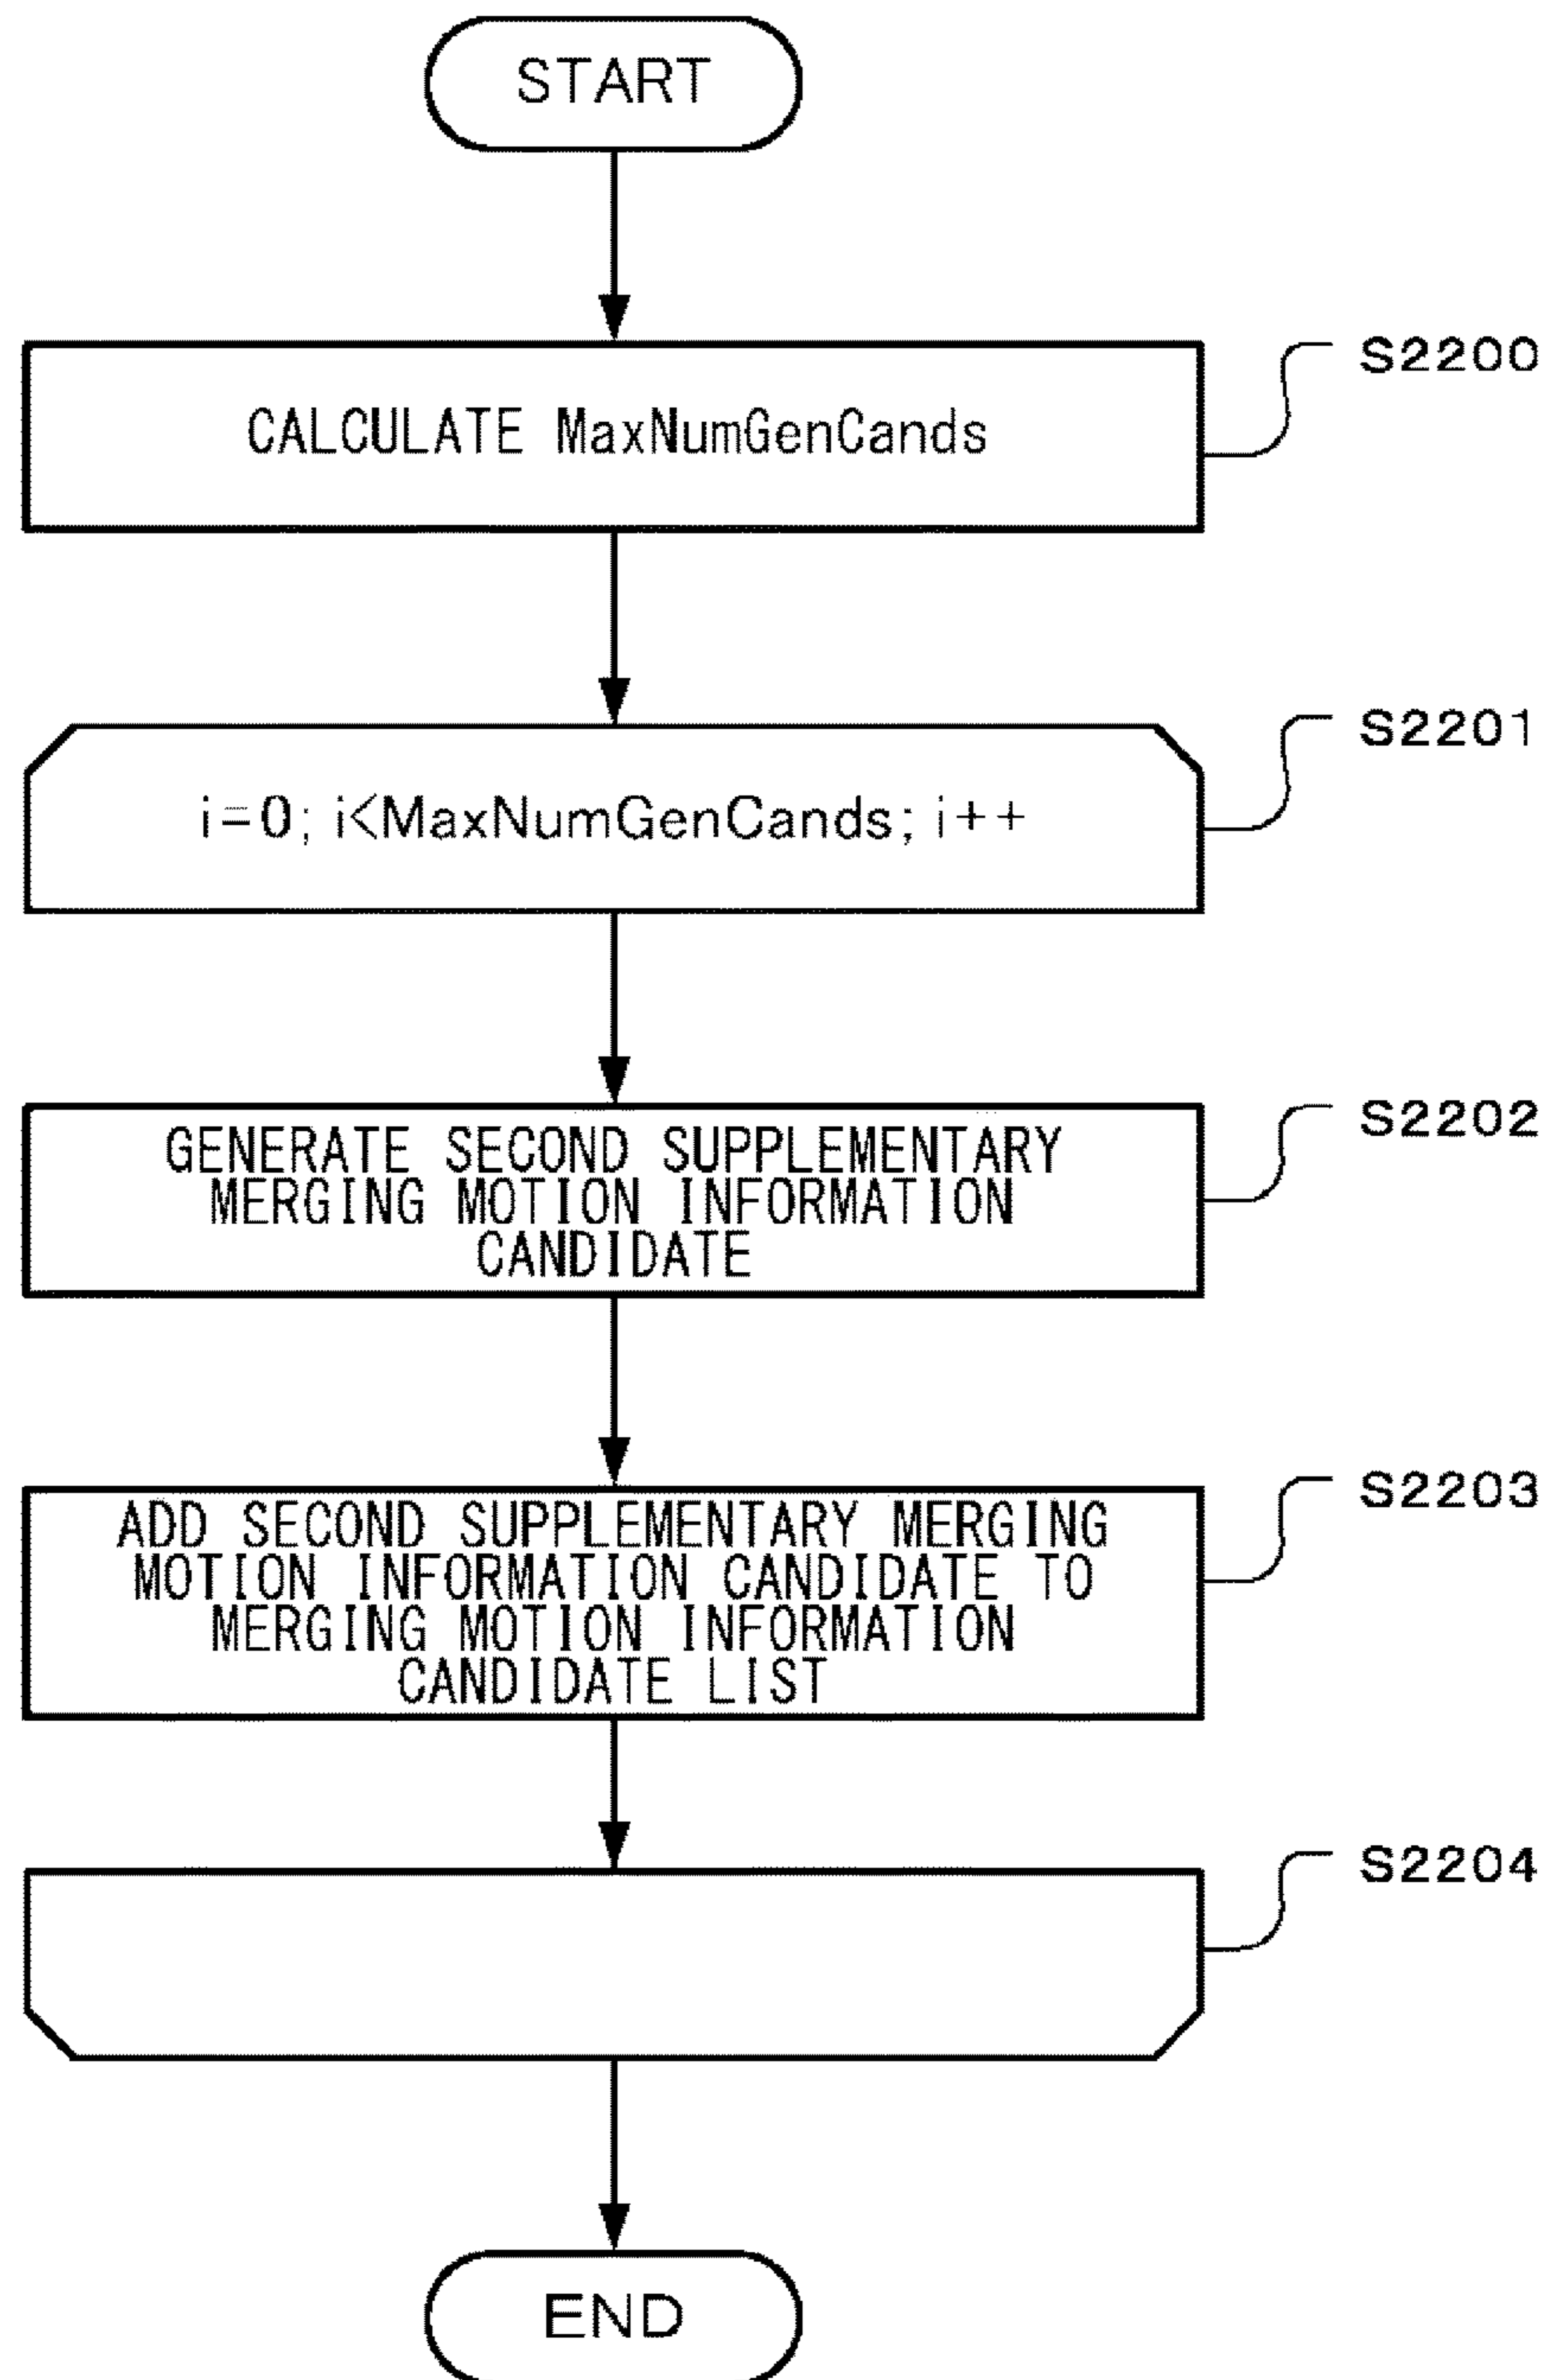 START
CALCULATE MaxNumGenCands
S2200
i=0; i<MaxNumGenCands; i++
S2201
GENERATE SECOND SUPPLEMENTARY
MERGING MOTION INFORMATION
CANDIDATE
S2202
ADD SECOND SUPPLEMENTARY MERGING
MOTION INFORMATION CANDIDATE TO
MERGING MOTION INFORMATION
CANDIDATE LIST
S2203
S2204
END